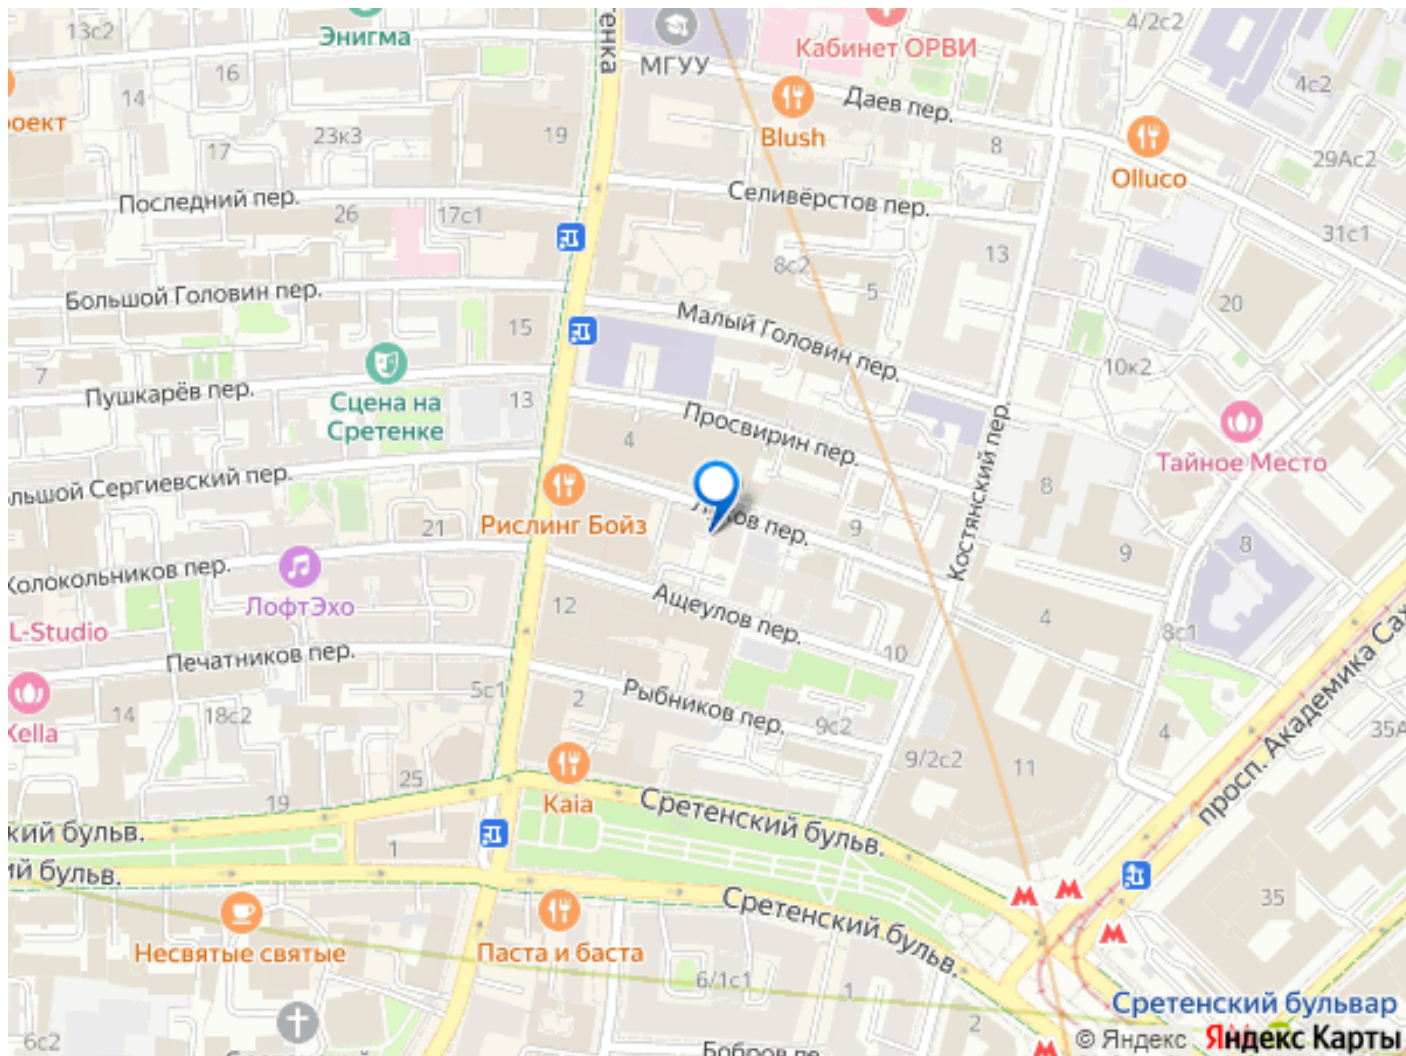 13с2
Энигма
тенка
МГУУ
Кабинет ОРВИ
4/2с2
16
14
оект
23к3
19
17
Blush
Даев пер.
8
4с2
Olluco
29Ас2
Последний пер.
26
17с1
Селивёрстов пер.
31с1
13
8с2
5
20
Большой Головин пер.
15
Малый Головин пер.
10к2
7
Пушкарёв пер.
Сцена на
Сретенке
13
4
Просвирин пер.
Костянский пер.
Тайное Место
8
льшой Сергиевский пер.
21
Рислинг Бойз
ов пер.
9
9
8
Колокольников пер.
ЛофтЭхо
12
Ащеулов пер.
4
L-Studio
8с1
Печатников пер.
10
5с1
2
Рыбников пер.
9с2
Kella
14
18с2
4
просп. Академика Сах
35А
25
9/2с2
11
19
Kaia
Сретенский бульв.
кий бульв.
1
ий бульв.
35
Сретенский бульв.
Несвятые святые
Паста и баста
6/1с1
1
2
Сретенский бульвар
6с2
Бобров пе
© Яндекс Яндекс Карты